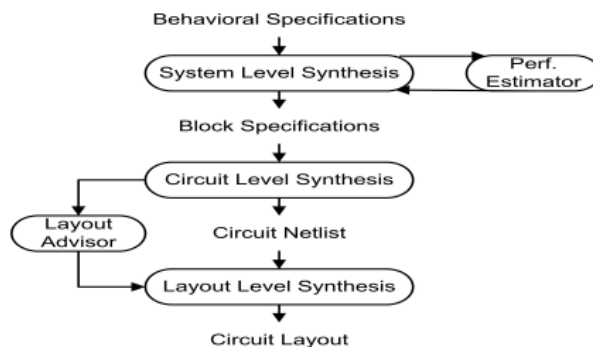 Behavioral Specifications
System Level Synthesis
Perf.
Estimator
Block Specifications
Circuit Level Synthesis
Layout
Advisor
Circuit Netlist
Layout Level Synthesis
Circuit Layout